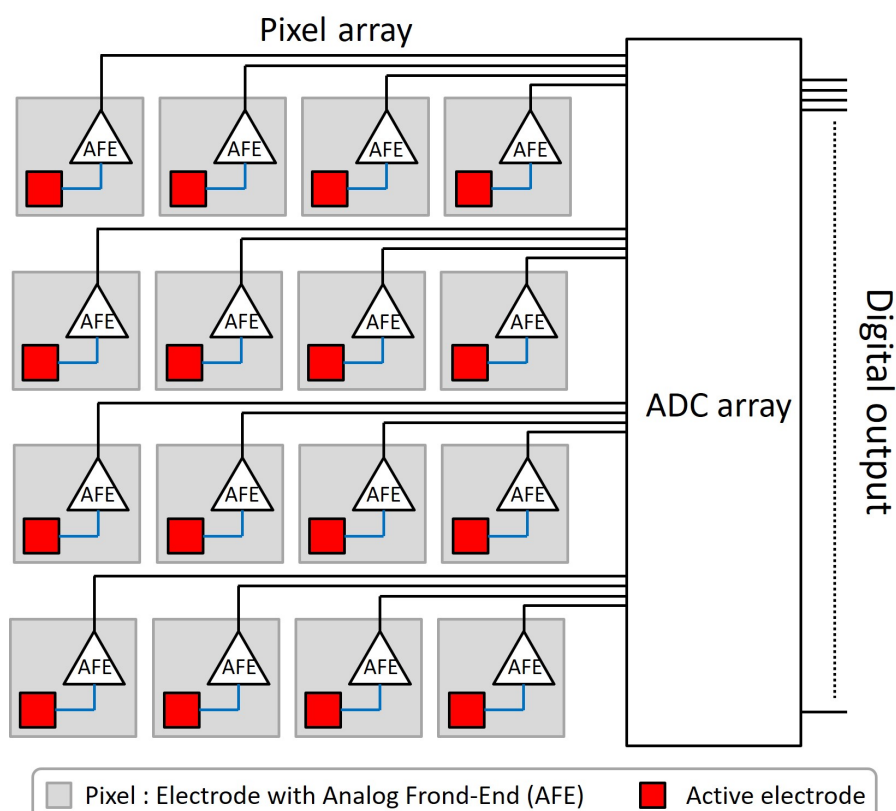 Pixel array
AFE AFE AFE AFE
AFE AFE AFE AFE
ADC array
Digital output
AFE AFE AFE AFE
AFE AFE AFE AFE
Pixel : Electrode with Analog Frond-End (AFE)
Active electrode